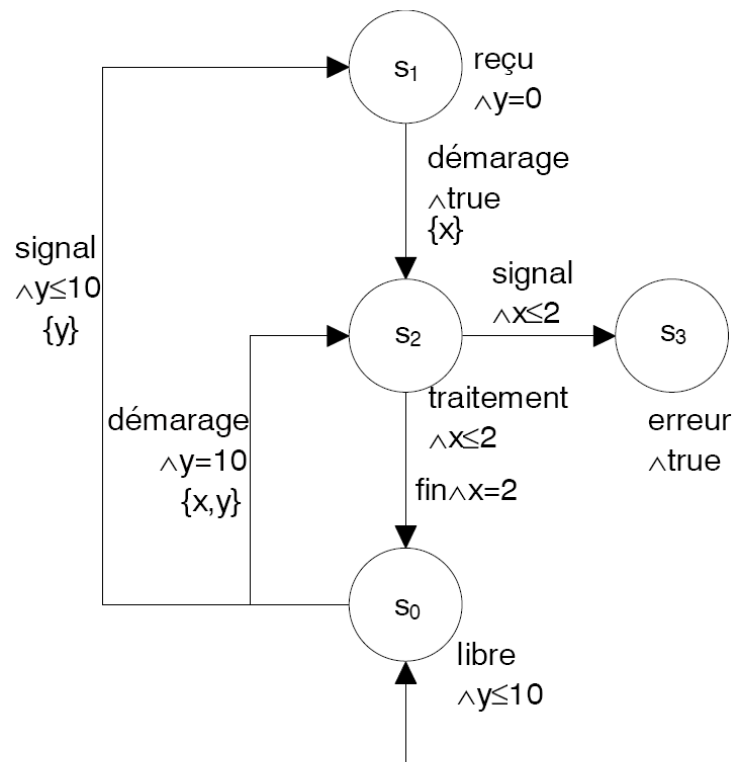 s₁
reçu
∧y=0
démarage
∧true
{x}
signal
∧y≤10
{y}
signal
∧x≤2
s₂
s₃
démarage
∧y=10
{x,y}
traitement
∧x≤2
erreur
∧true
fin∧x=2
s₀
libre
∧y≤10